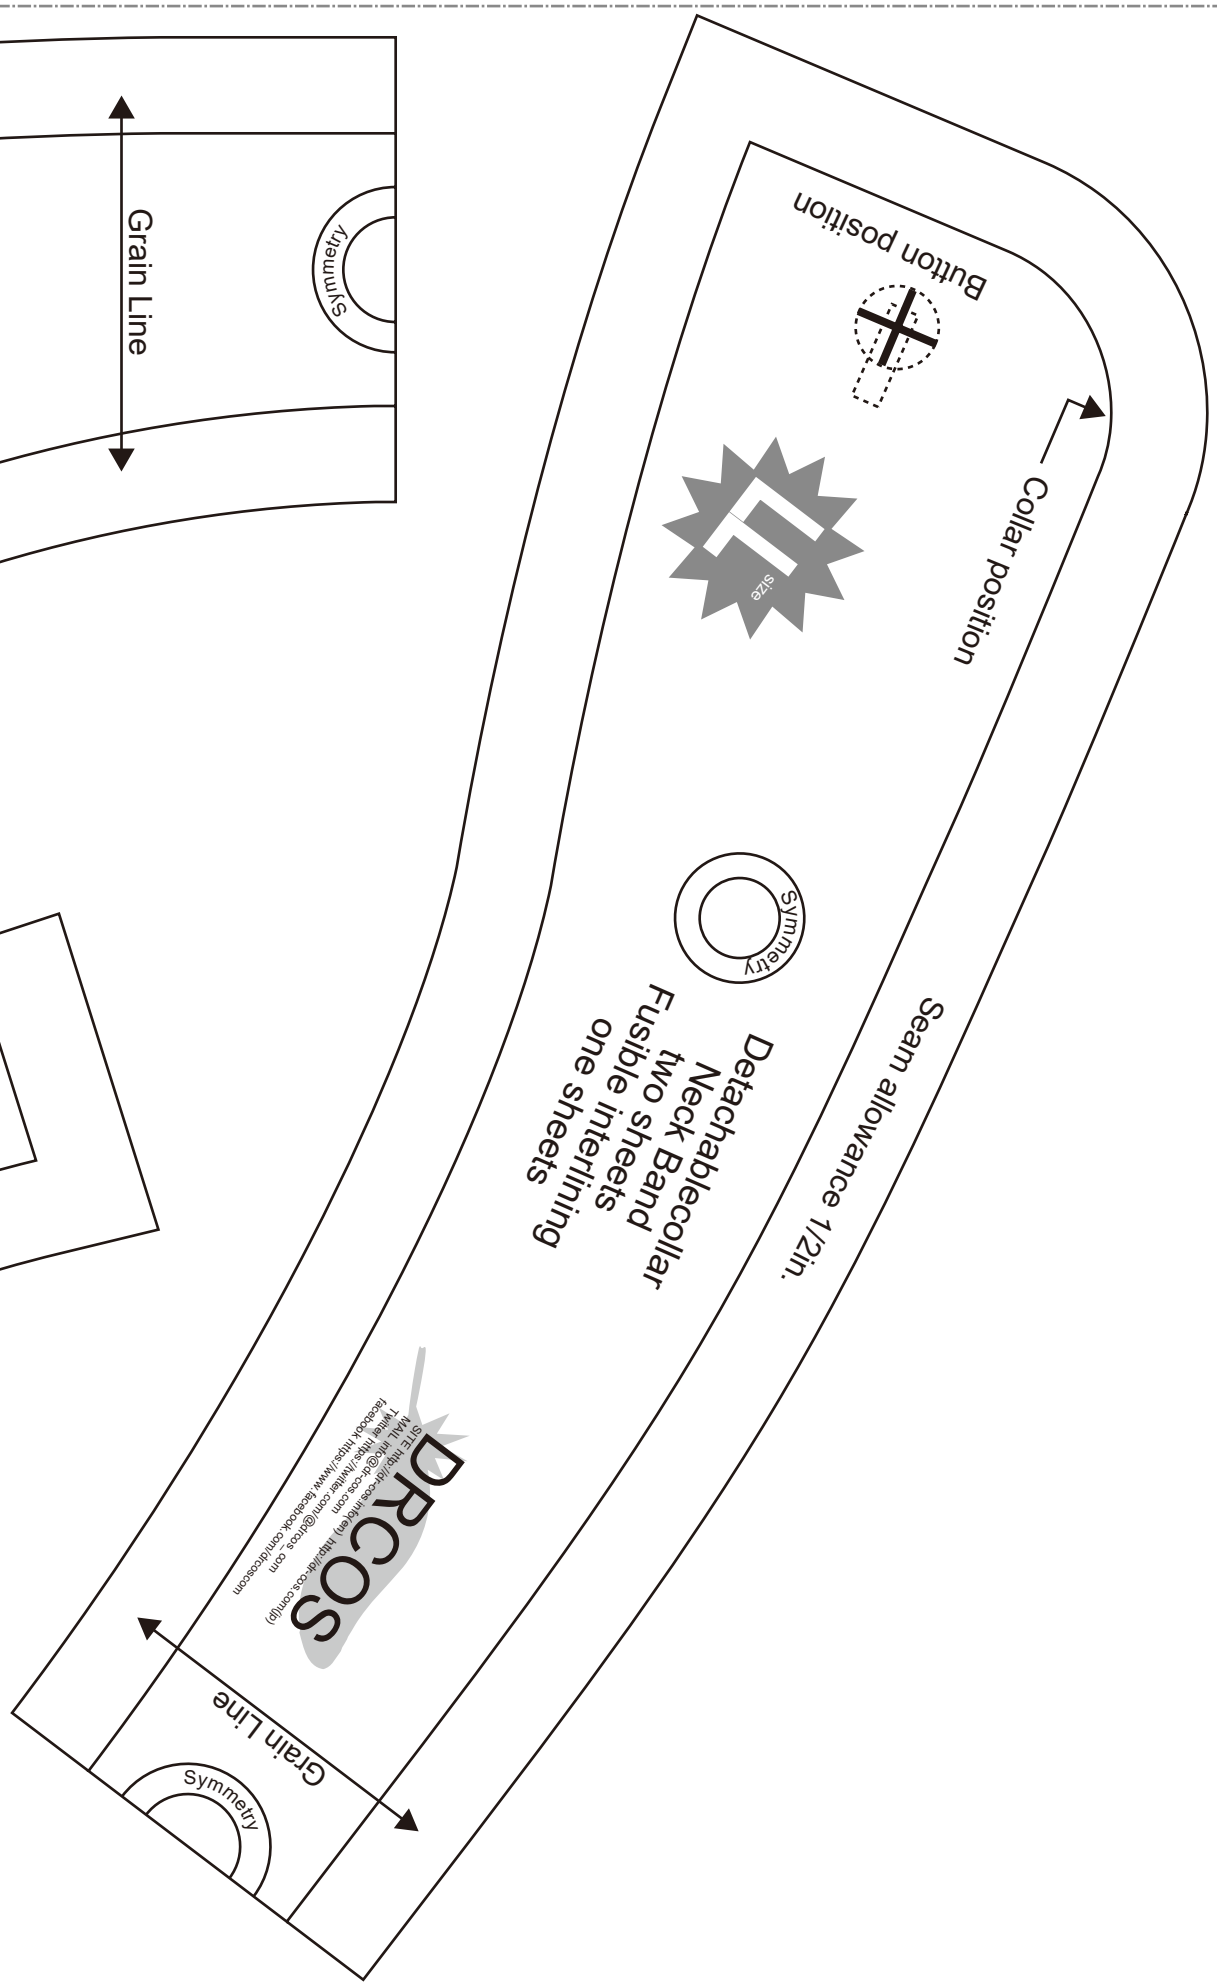 Grain Line
Symmetry
Button position
Collar position
LL
size
Symmetry
Detachablecollar
Neck Band
two sheets
Fusible interlining
one sheets
Seam allowance 1/2in.
DRCOS
SITE http://dr-cos.info(en) http://dr-cos.com(jp)
MAIL info@dr-cos.com
Twitter https://twitter.com/@drcos_com
facebook https://www.facebook.com/drcoscom
Grain Line
Symmetry